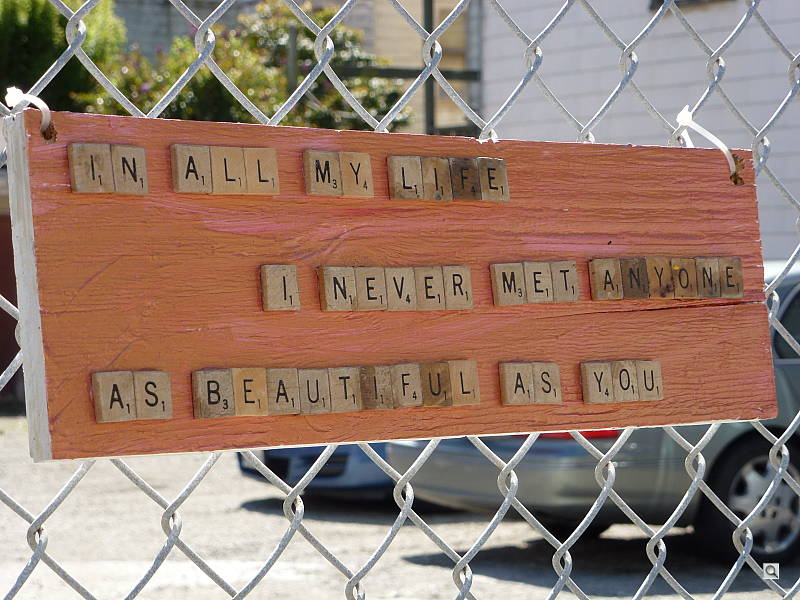 IN ALL MY LIFE
I NEVER MET ANYONE
AS BEAUTIFUL AS YOU